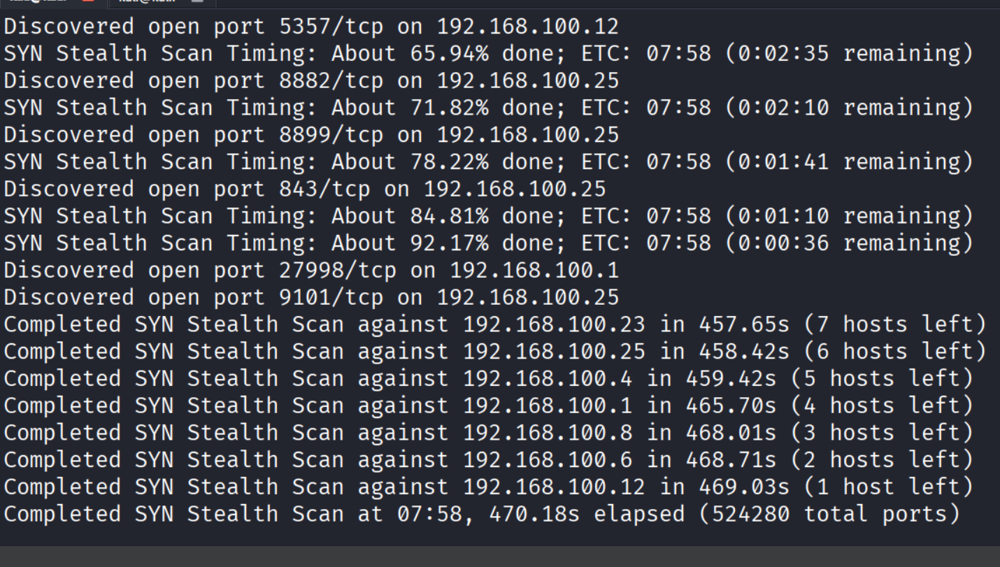 Discovered open port 5357/tcp on 192.168.100.12
SYN Stealth Scan Timing: About 65.94% done; ETC: 07:58 (0:02:35 remaining)
Discovered open port 8882/tcp on 192.168.100.25
SYN Stealth Scan Timing: About 71.82% done; ETC: 07:58 (0:02:10 remaining)
Discovered open port 8899/tcp on 192.168.100.25
SYN Stealth Scan Timing: About 78.22% done; ETC: 07:58 (0:01:41 remaining)
Discovered open port 843/tcp on 192.168.100.25
SYN Stealth Scan Timing: About 84.81% done; ETC: 07:58 (0:01:10 remaining)
SYN Stealth Scan Timing: About 92.17% done; ETC: 07:58 (0:00:36 remaining)
Discovered open port 27998/tcp on 192.168.100.1
Discovered open port 9101/tcp on 192.168.100.25
Completed SYN Stealth Scan against 192.168.100.23 in 457.65s (7 hosts left)
Completed SYN Stealth Scan against 192.168.100.25 in 458.42s (6 hosts left)
Completed SYN Stealth Scan against 192.168.100.4 in 459.42s (5 hosts left)
Completed SYN Stealth Scan against 192.168.100.1 in 465.70s (4 hosts left)
Completed SYN Stealth Scan against 192.168.100.8 in 468.01s (3 hosts left)
Completed SYN Stealth Scan against 192.168.100.6 in 468.71s (2 hosts left)
Completed SYN Stealth Scan against 192.168.100.12 in 469.03s (1 host left)
Completed SYN Stealth Scan at 07:58, 470.18s elapsed (524280 total ports)